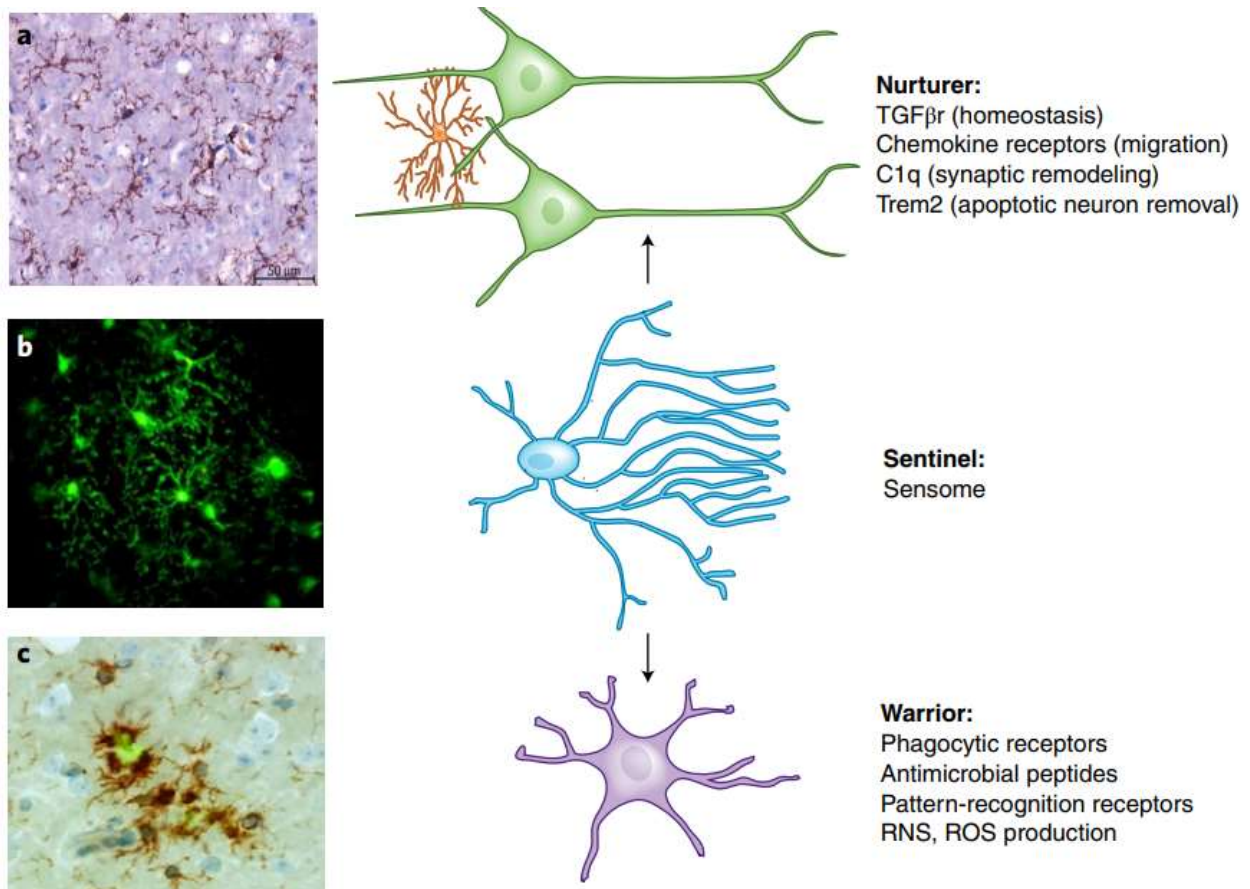 a
50 μm
Nurturer:
TGFβr (homeostasis)
Chemokine receptors (migration)
C1q (synaptic remodeling)
Trem2 (apoptotic neuron removal)
b
Sentinel:
Sensome
c
Warrior:
Phagocytic receptors
Antimicrobial peptides
Pattern-recognition receptors
RNS, ROS production